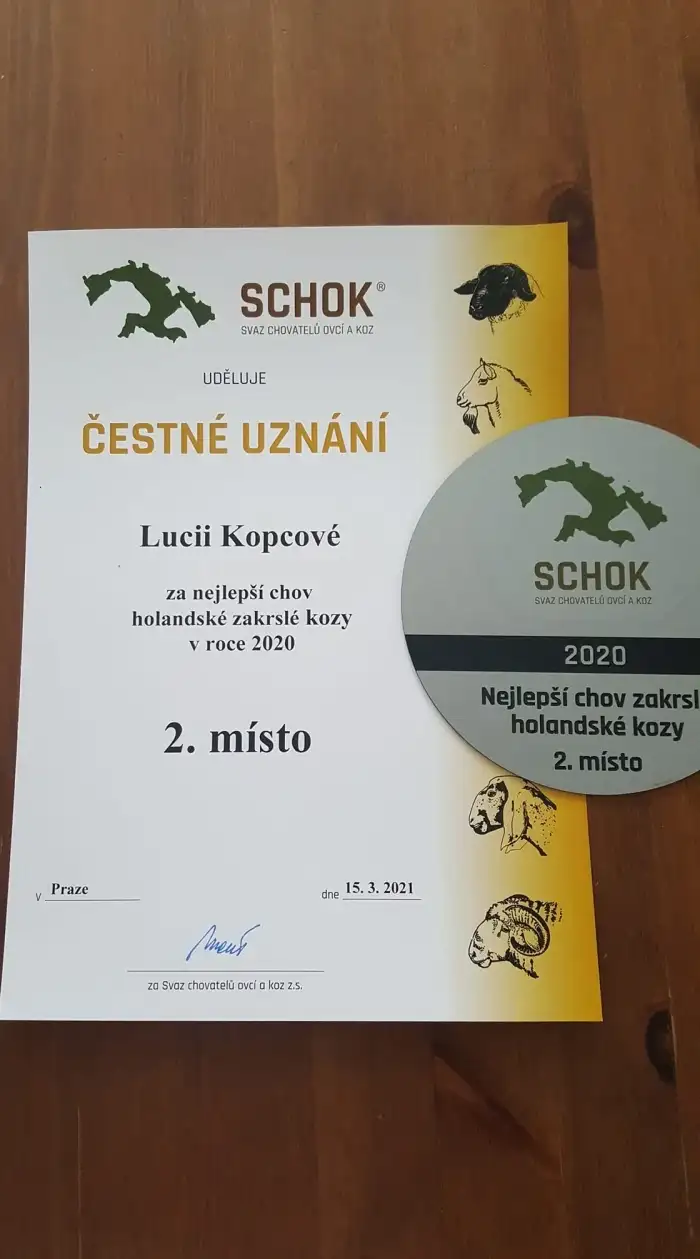 SCHOK®
SVAZ CHOVATELŮ OVCÍ A KOZ
UDĚLUJE
ČESTNÉ UZNÁNÍ
Lucii Kopcové
za nejlepší chov
holandské zakrslé kozy
v roce 2020
2. místo
v Praze
dne 15. 3. 2021
za Svaz chovatelů ovcí a koz z.s.
SCHOK
SVAZ CHOVATELŮ OVCÍ A KOZ
2020
Nejlepší chov zakrsl
holandské kozy
2. místo